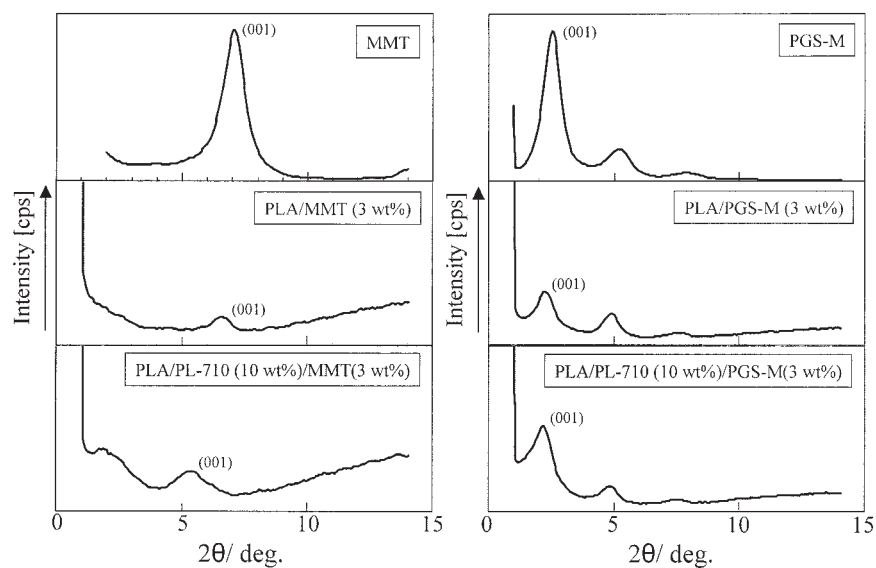 MMT
(001)
PLA/MMT (3 wt%)
(001)
PLA/PL-710 (10 wt%)/MMT(3 wt%)
(001)
Intensity [cps]
0 5 10 15
2θ/ deg.
PGS-M
(001)
PLA/PGS-M (3 wt%)
(001)
PLA/PL-710 (10 wt%)/PGS-M(3 wt%)
(001)
Intensity [cps]
0 5 10 15
2θ/ deg.